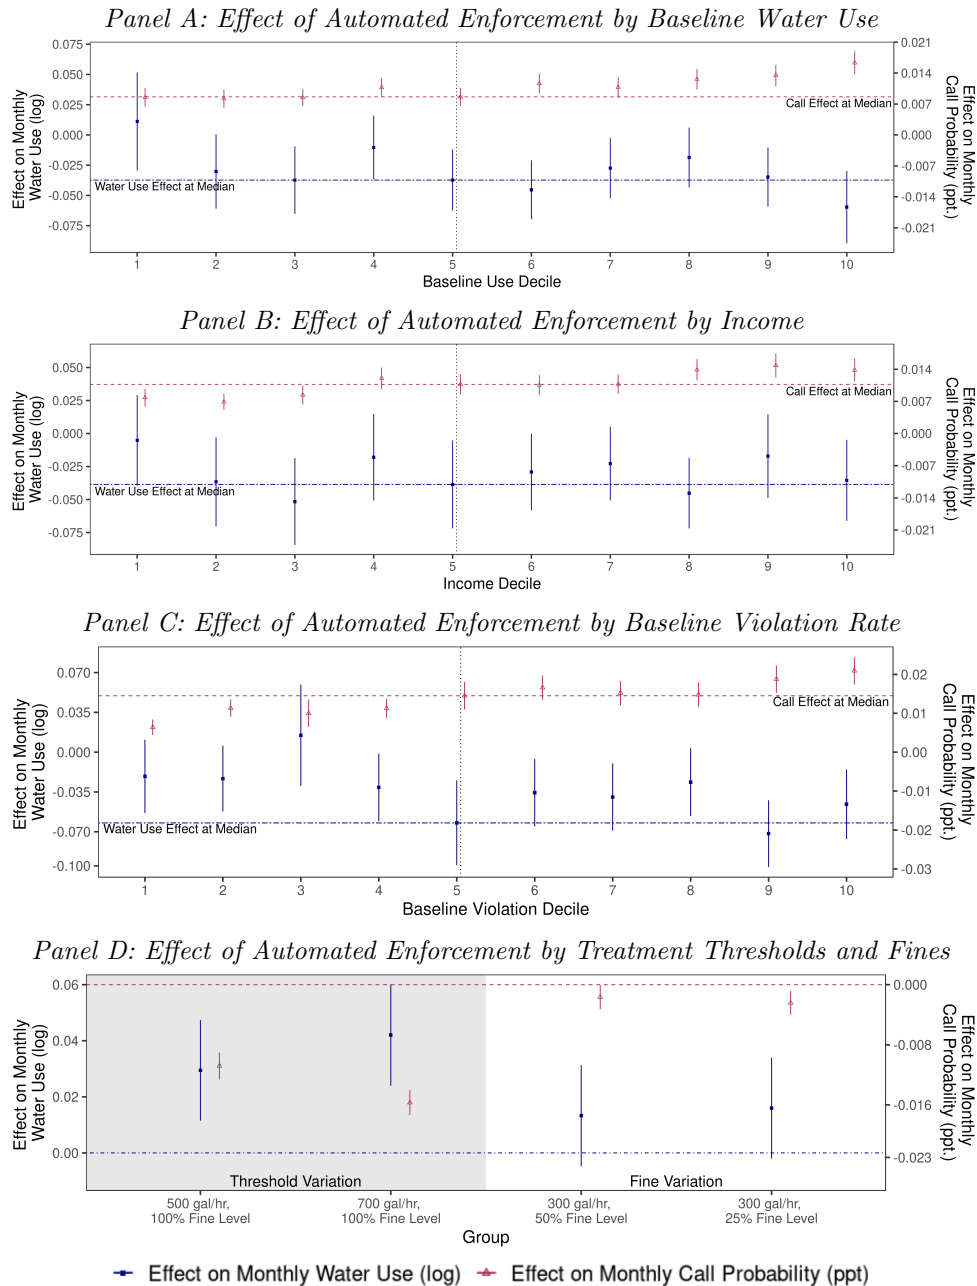 Panel A: Effect of Automated Enforcement by Baseline Water Use
Effect on Monthly
Water Use (log)
0.075
0.050
0.025
0.000
-0.025
-0.050
-0.075
Call Effect at Median
Water Use Effect at Median
0.021
0.014
0.007
0.000
-0.007
-0.014
-0.021
Effect on Monthly
Call Probability (ppt.)
1 2 3 4 5 6 7 8 9 10
Baseline Use Decile
Panel B: Effect of Automated Enforcement by Income
Effect on Monthly
Water Use (log)
0.050
0.025
0.000
-0.025
-0.050
-0.075
Call Effect at Median
Water Use Effect at Median
0.014
0.007
0.000
-0.007
-0.014
-0.021
Effect on Monthly
Call Probability (ppt.)
1 2 3 4 5 6 7 8 9 10
Income Decile
Panel C: Effect of Automated Enforcement by Baseline Violation Rate
Effect on Monthly
Water Use (log)
0.070
0.035
0.000
-0.035
-0.070
-0.100
Call Effect at Median
Water Use Effect at Median
0.02
0.01
0.00
-0.01
-0.02
-0.03
Effect on Monthly
Call Probability (ppt.)
1 2 3 4 5 6 7 8 9 10
Baseline Violation Decile
Panel D: Effect of Automated Enforcement by Treatment Thresholds and Fines
Effect on Monthly
Water Use (log)
0.06
0.04
0.02
0.00
Threshold Variation
Fine Variation
0.000
-0.008
-0.016
-0.023
Effect on Monthly
Call Probability (ppt.)
500 gal/hr,
100% Fine Level
700 gal/hr,
100% Fine Level
300 gal/hr,
50% Fine Level
300 gal/hr,
25% Fine Level
Group
Effect on Monthly Water Use (log) Effect on Monthly Call Probability (ppt)